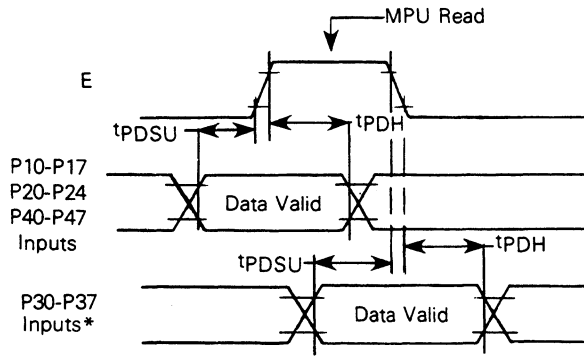 MPU Read
E
tPDSU
tPDH
P10-P17
P20-P24
P40-P47
Inputs
Data Valid
tPDSU
tPDH
P30-P37
Inputs*
Data Valid